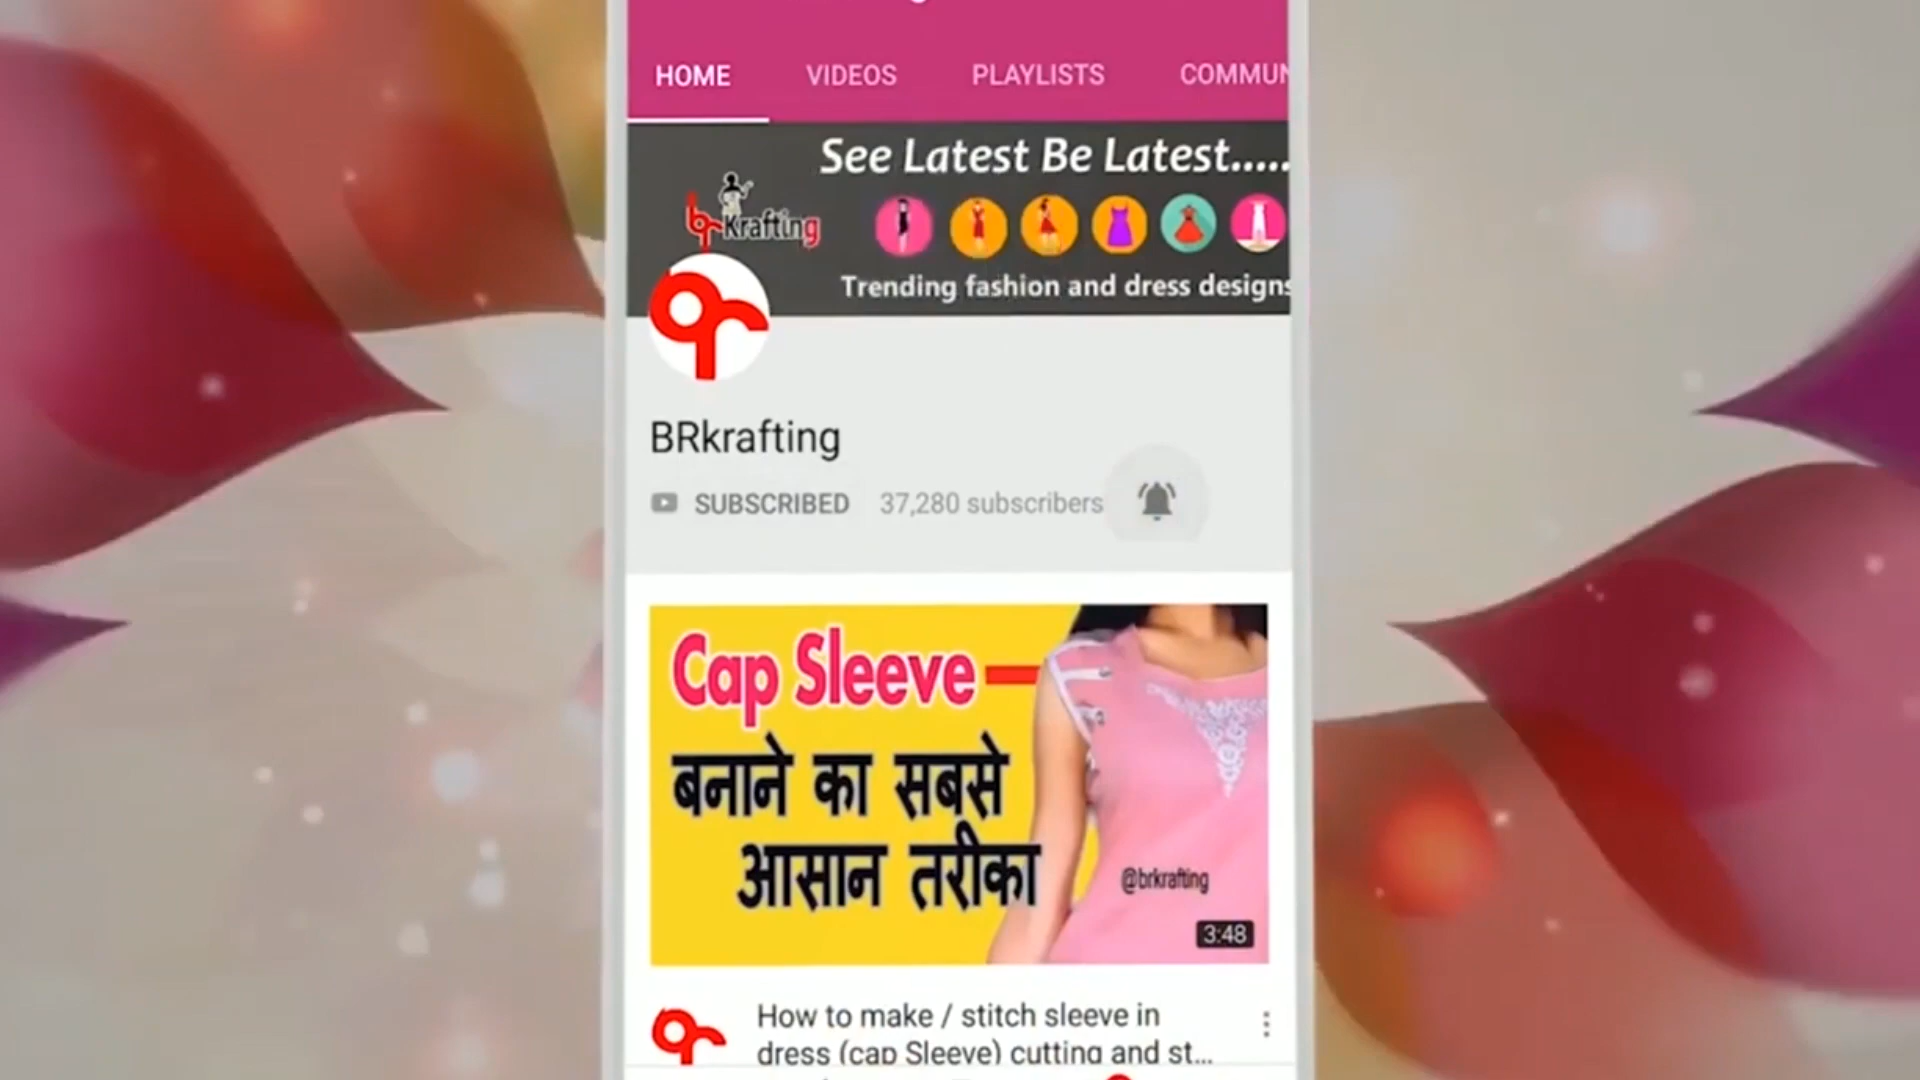 HOME VIDEOS PLAYLISTS COMMUN
See Latest Be Latest.....
br Krafting
Trending fashion and dress designs
BRkrafting
SUBSCRIBED 37,280 subscribers
Cap Sleeve
बनाने का सबसे
आसान तरीका
@brkrafting
3:48
How to make / stitch sleeve in
dress (cap Sleeve) cutting and st...